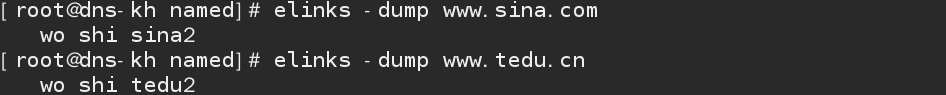 [root@dns-kh named]# elinks -dump www.sina.com
   wo shi sina2
[root@dns-kh named]# elinks -dump www.tedu.cn
   wo shi tedu2